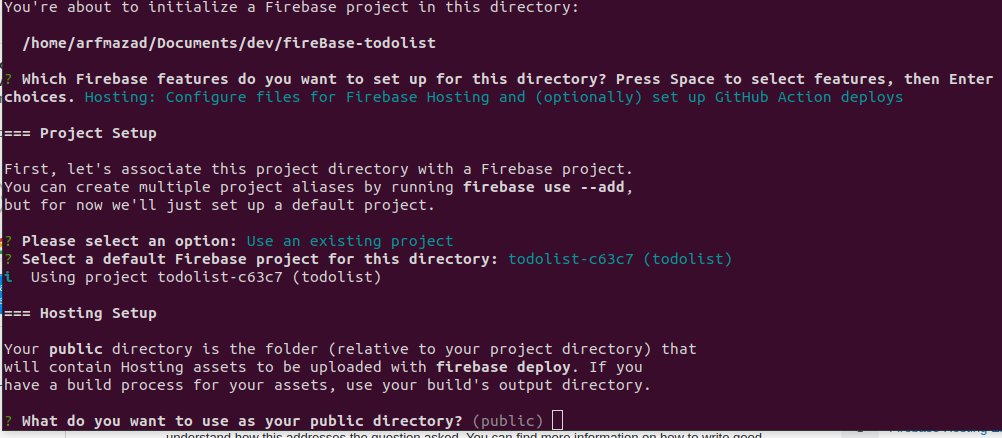 You're about to initialize a Firebase project in this directory:
/home/arfmazad/Documents/dev/fireBase-todolist
? Which Firebase features do you want to set up for this directory? Press Space to select features, then Enter
choices. Hosting: Configure files for Firebase Hosting and (optionally) set up GitHub Action deploys
=== Project Setup
First, let's associate this project directory with a Firebase project.
You can create multiple project aliases by running firebase use --add,
but for now we'll just set up a default project.
? Please select an option: Use an existing project
? Select a default Firebase project for this directory: todolist-c63c7 (todolist)
i Using project todolist-c63c7 (todolist)
=== Hosting Setup
Your public directory is the folder (relative to your project directory) that
will contain Hosting assets to be uploaded with firebase deploy. If you
have a build process for your assets, use your build's output directory.
? What do you want to use as your public directory? (public)
understand how this addresses the question asked. You can find more information on how to write good